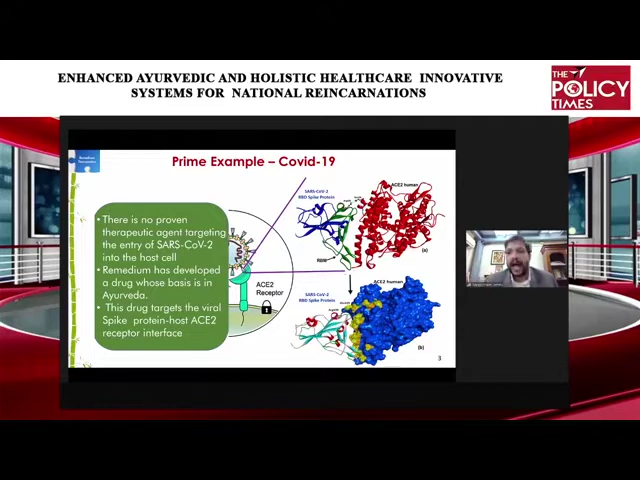 ENHANCED AYURVEDIC AND HOLISTIC HEALTHCARE INNOVATIVE
SYSTEMS FOR NATIONAL REINCARNATIONS
THE
POLICY
TIMES
Prime Example – Covid-19
• There is no proven
therapeutic agent targeting
the entry of SARS-CoV-2
into the host cell
• Remedium has developed
a drug whose basis is in
Ayurveda.
• This drug targets the viral
Spike protein-host ACE2
receptor interface
ACE2
Receptor
SARS-CoV-2
RBD Spike Protein
ACE2 human
RBM
(a)
ACE2 human
SARS-CoV-2
RBD Spike Protein
(b)
3